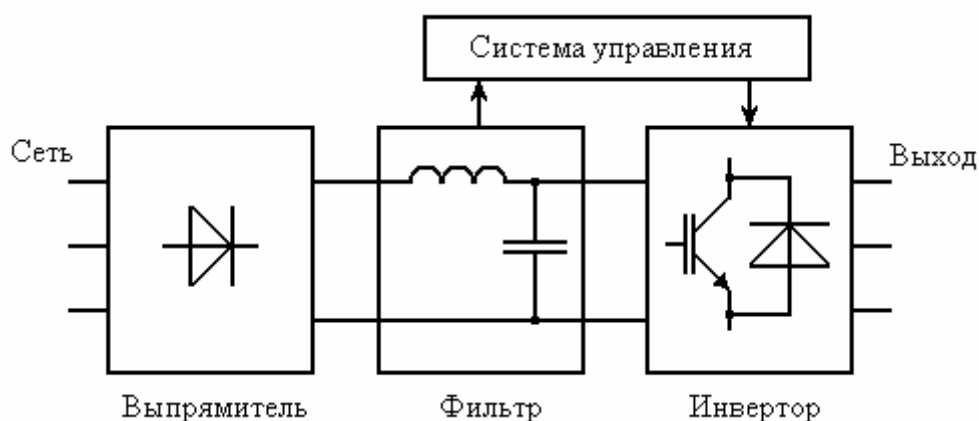 Система управления
Сеть
Выход
Выпрямитель
Фильтр
Инвертор